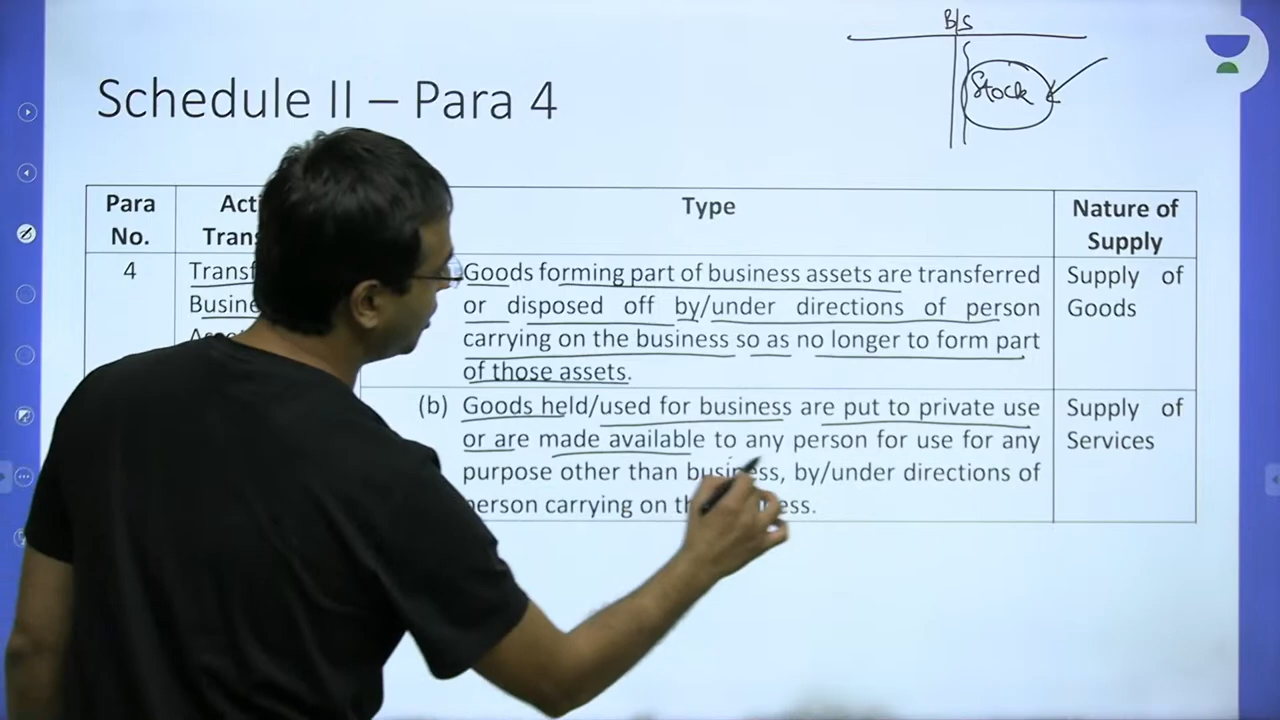 B/S
Stock
Schedule II – Para 4
Para No.
Type
Nature of Supply
4
Goods forming part of business assets are transferred
or disposed off by/under directions of person
carrying on the business so as no longer to form part
of those assets.
Supply of
Goods
(b) Goods held/used for business are put to private use
or are made available to any person for use for any
purpose other than business, by/under directions of
person carrying on
Supply of
Services